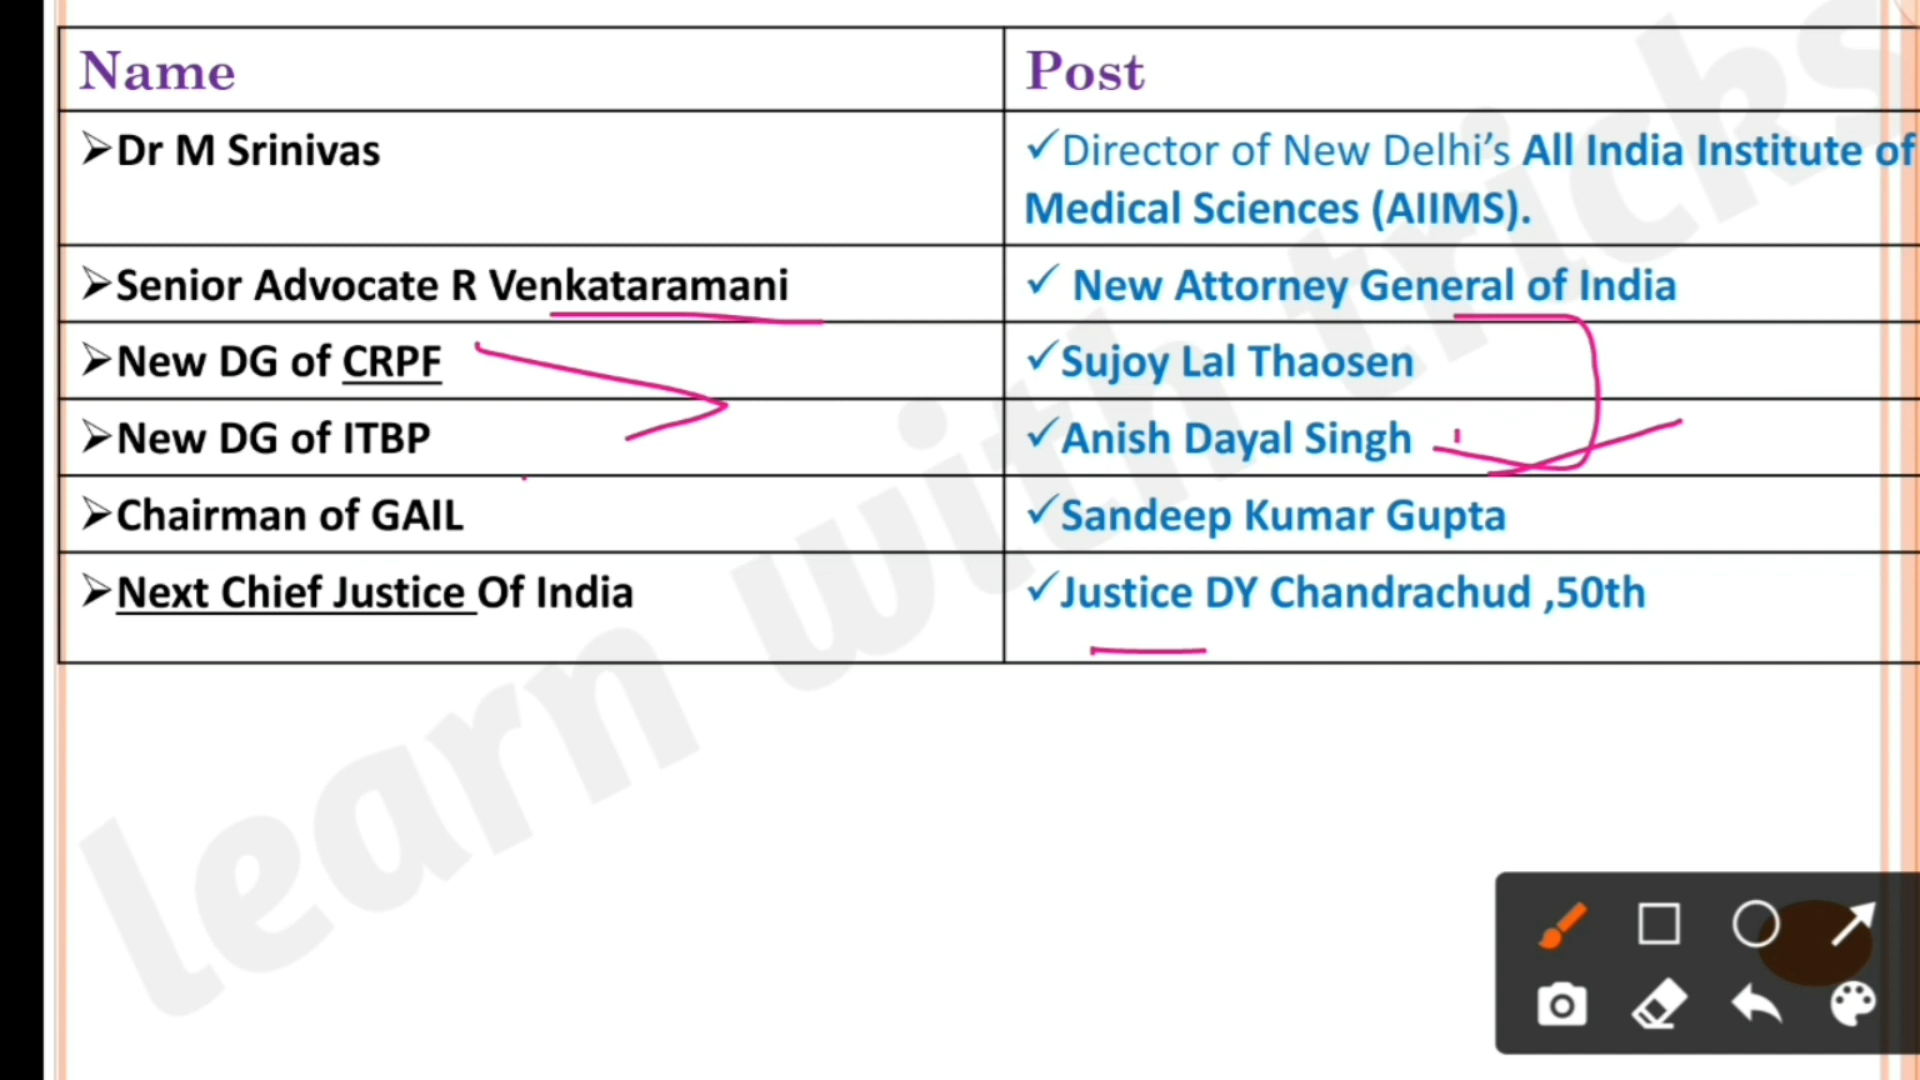 Name Post
➢Dr M Srinivas ✓Director of New Delhi’s All India Institute of
Medical Sciences (AIIMS).
➢Senior Advocate R Venkataramani ✓ New Attorney General of India
➢New DG of CRPF ✓Sujoy Lal Thaosen
➢New DG of ITBP ✓Anish Dayal Singh
➢Chairman of GAIL ✓Sandeep Kumar Gupta
➢Next Chief Justice Of India ✓Justice DY Chandrachud ,50th
learn with tricks